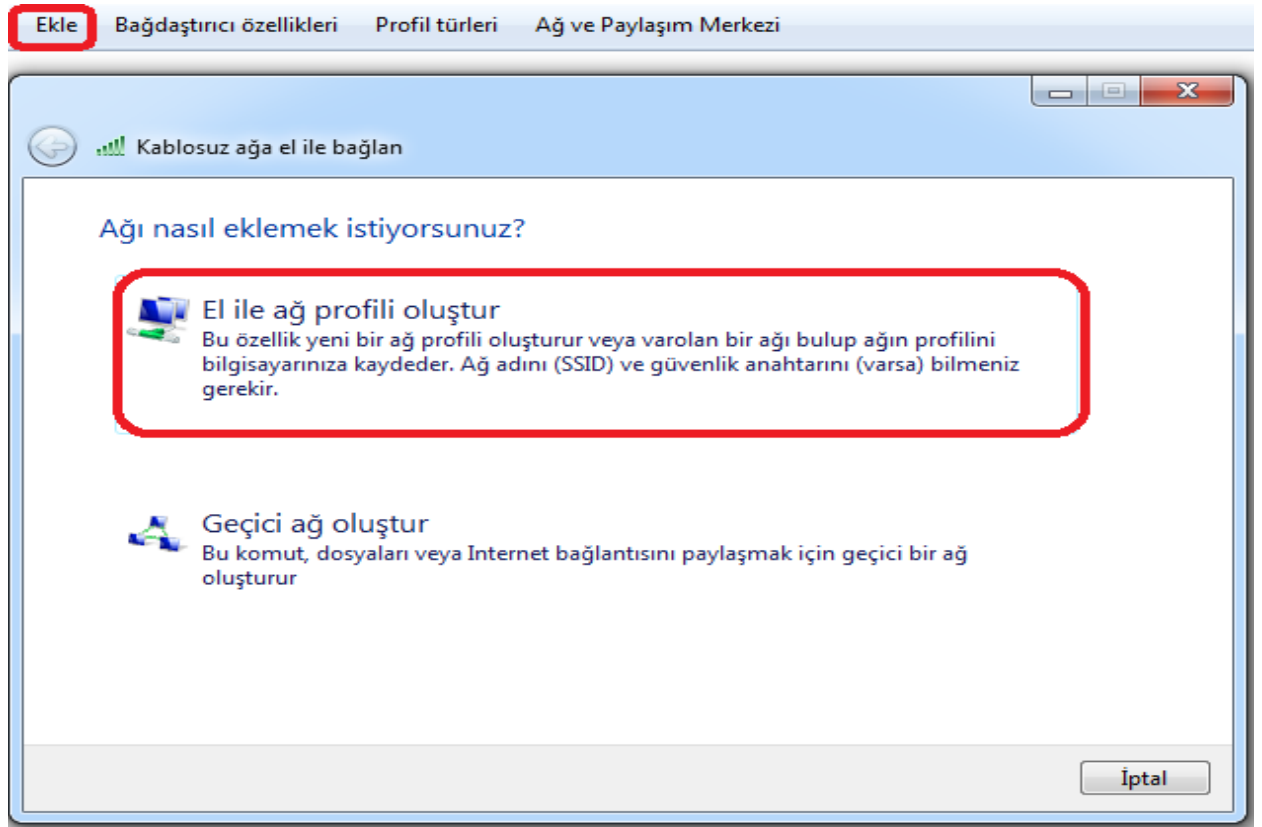 Ekle Bağdaştırıcı özellikleri Profil türleri Ağ ve Paylaşım Merkezi
Kablosuz ağa el ile bağlan
Ağı nasıl eklemek istiyorsunuz?
El ile ağ profili oluştur
Bu özellik yeni bir ağ profili oluşturur veya varolan bir ağı bulup ağın profilini
bilgisayarınıza kaydeder. Ağ adını (SSID) ve güvenlik anahtarını (varsa) bilmeniz
gerekir.
Geçici ağ oluştur
Bu komut, dosyaları veya Internet bağlantısını paylaşmak için geçici bir ağ
oluşturur
İptal